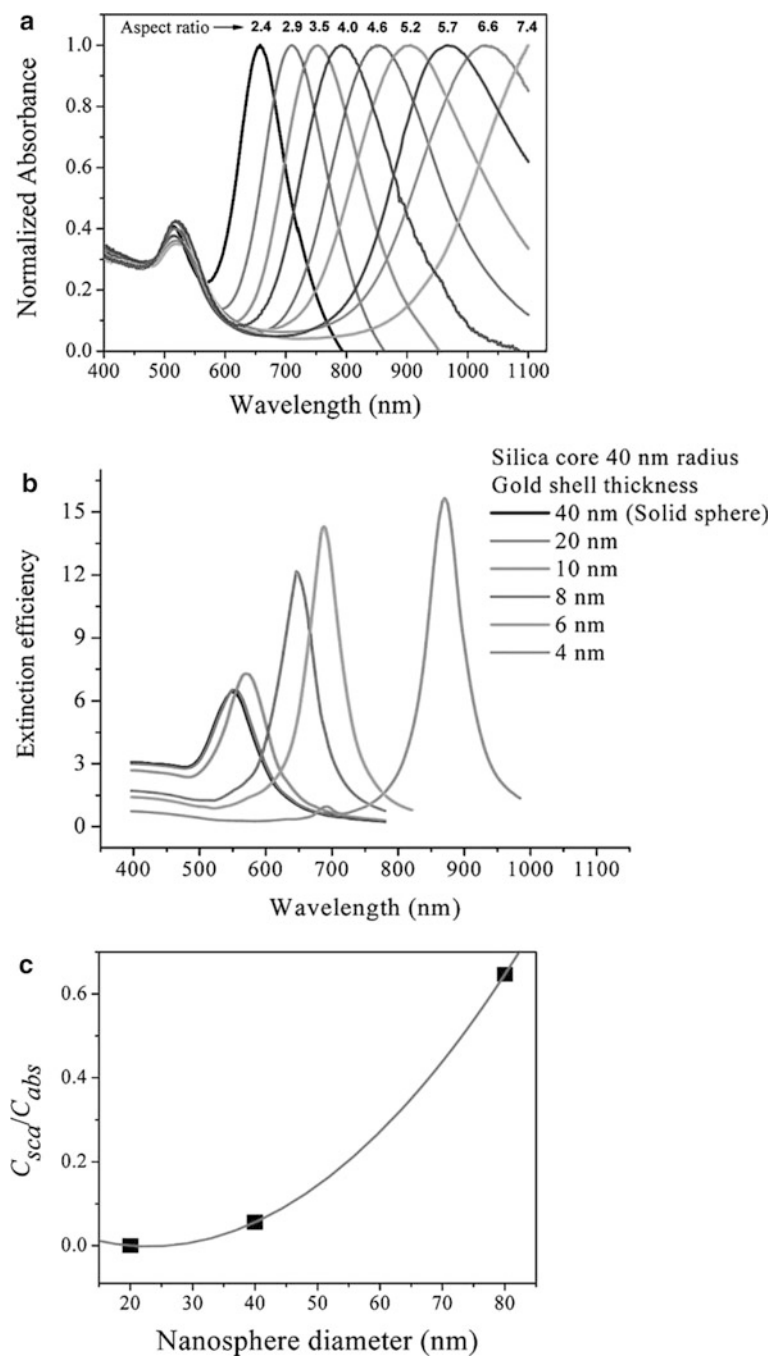 a
Aspect ratio → 2.4 2.9 3.5 4.0 4.6 5.2 5.7 6.6 7.4
1.0
0.8
0.6
0.4
0.2
0.0
Normalized Absorbance
400 500 600 700 800 900 1000 1100
Wavelength (nm)
b
Silica core 40 nm radius
Gold shell thickness
40 nm (Solid sphere)
20 nm
10 nm
8 nm
6 nm
4 nm
15
12
9
6
3
0
Extinction efficiency
400 500 600 700 800 900 1000 1100
Wavelength (nm)
c
0.6
0.4
0.2
0.0
C_sca/C_abs
20 30 40 50 60 70 80
Nanosphere diameter (nm)